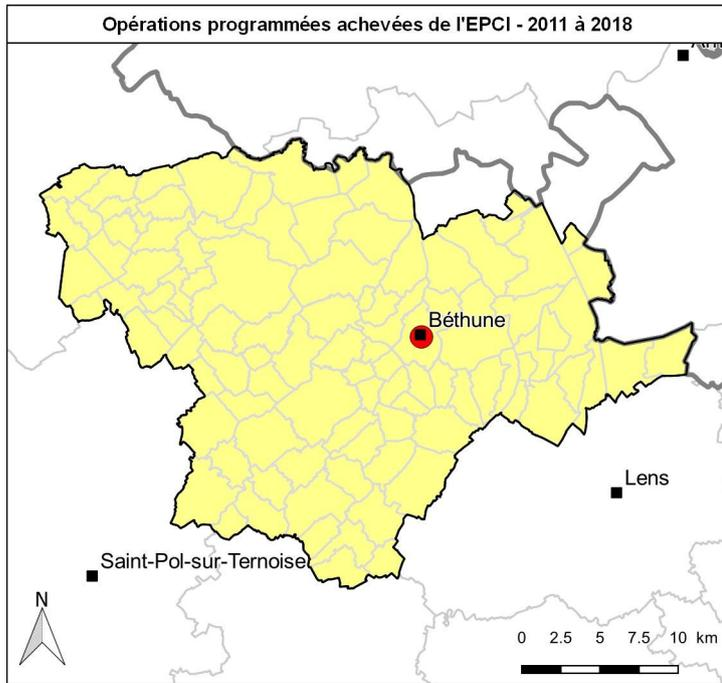 Opérations programmées achevées de l'EPCI - 2011 à 2018
Béthune
Lens
Saint-Pol-sur-Ternoise
N
0 2.5 5 7.5 10 km